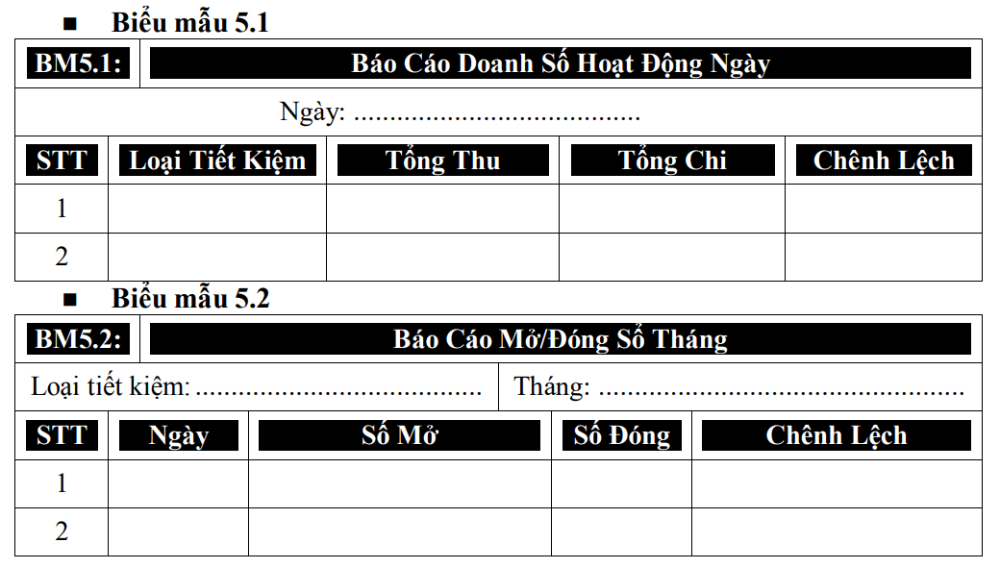 ■ Biểu mẫu 5.1
BM5.1: Báo Cáo Doanh Số Hoạt Động Ngày
Ngày: .......................................
STT Loại Tiết Kiệm Tổng Thu Tổng Chi Chênh Lệch
1
2
■ Biểu mẫu 5.2
BM5.2: Báo Cáo Mở/Đóng Sổ Tháng
Loại tiết kiệm: ....................................... Tháng: ..................................................
STT Ngày Số Mở Số Đóng Chênh Lệch
1
2